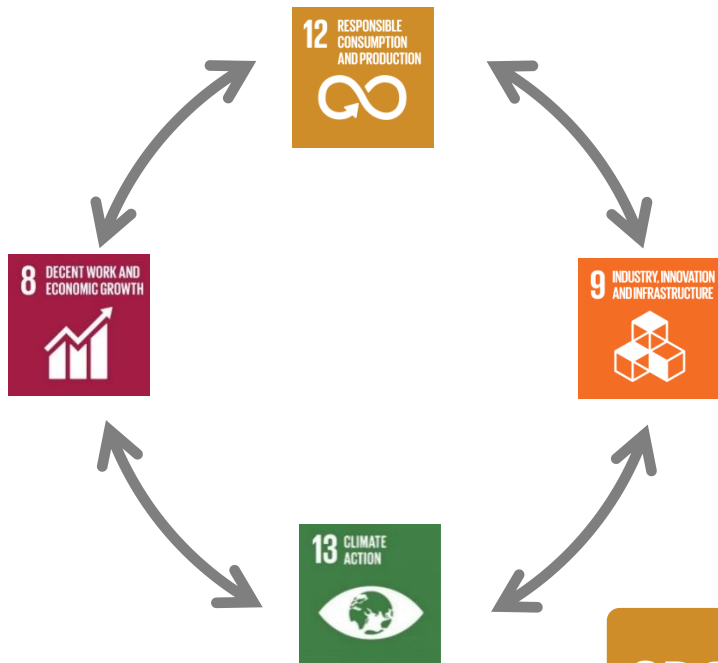 12 RESPONSIBLE
CONSUMPTION
AND PRODUCTION
8 DECENT WORK AND
ECONOMIC GROWTH
9 INDUSTRY, INNOVATION
AND INFRASTRUCTURE
13 CLIMATE
ACTION